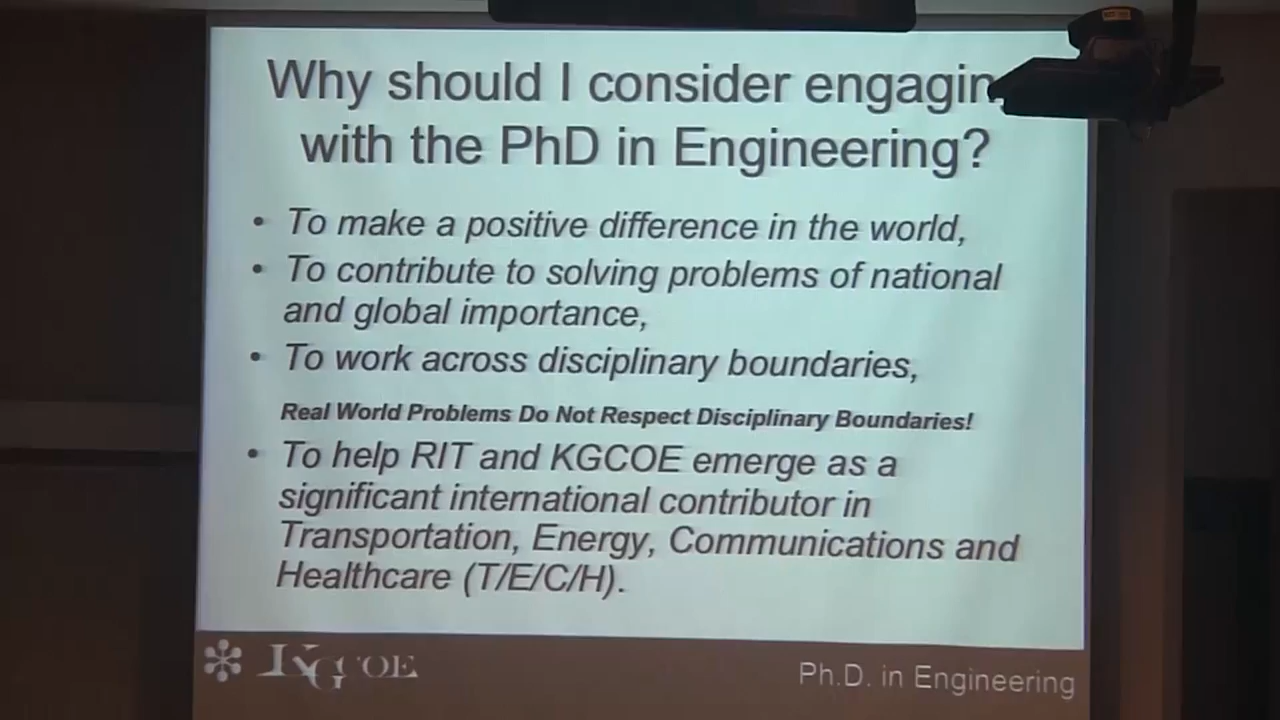 Why should I consider engagin
with the PhD in Engineering?
• To make a positive difference in the world,
• To contribute to solving problems of national
and global importance,
• To work across disciplinary boundaries,
Real World Problems Do Not Respect Disciplinary Boundaries!
• To help RIT and KGCOE emerge as a
significant international contributor in
Transportation, Energy, Communications and
Healthcare (T/E/C/H).
KGCOE
Ph.D. in Engineering